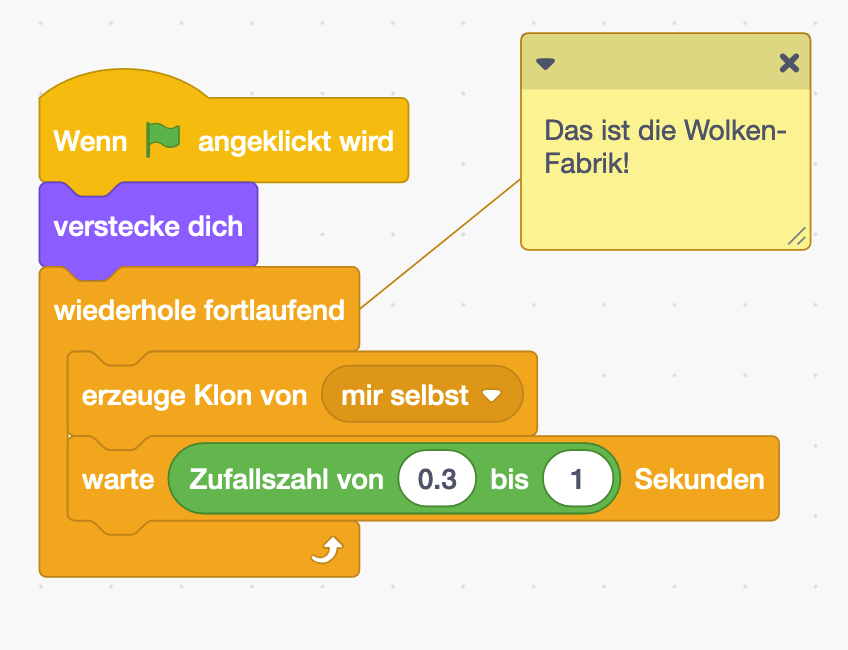 Wenn angeklickt wird
verstecke dich
wiederhole fortlaufend
erzeuge Klon von mir selbst
warte Zufallszahl von 0.3 bis 1 Sekunden
Das ist die Wolken-
Fabrik!